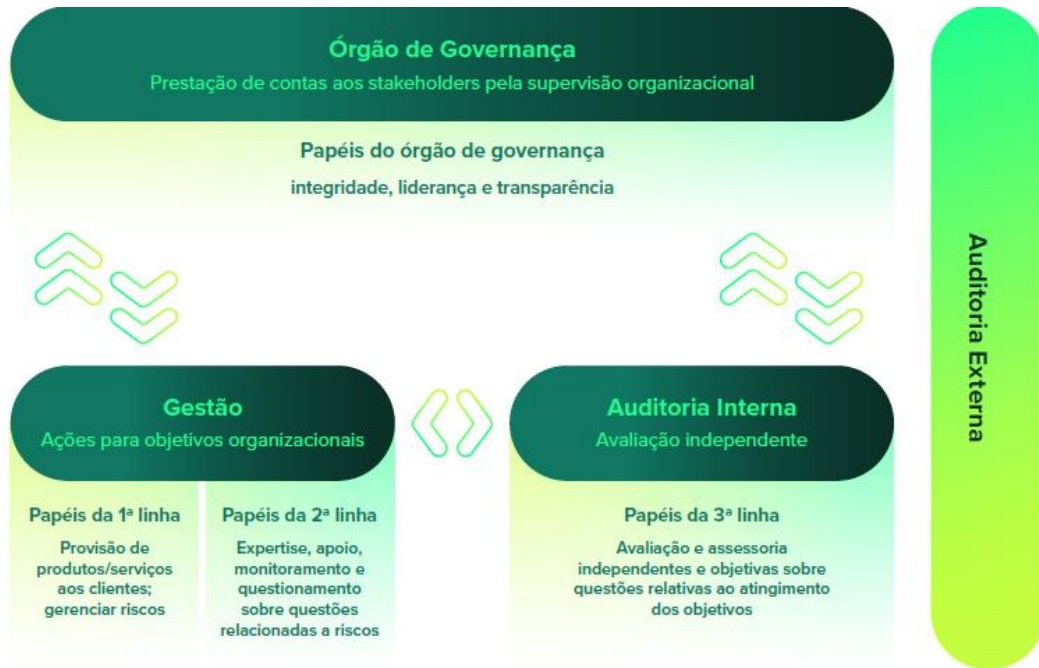 Órgão de Governança
Prestação de contas aos stakeholders pela supervisão organizacional
Papéis do órgão de governança
integridade, liderança e transparência
Gestão
Ações para objetivos organizacionais
Papéis da 1ª linha
Provisão de
produtos/serviços
aos clientes;
gerenciar riscos
Papéis da 2ª linha
Expertise, apoio,
monitoramento e
questionamento
sobre questões
relacionadas a riscos
Auditoria Interna
Avaliação independente
Papéis da 3ª linha
Avaliação e assessoria
independentes e objetivas sobre
questões relativas ao atingimento
dos objetivos
Auditoria Externa